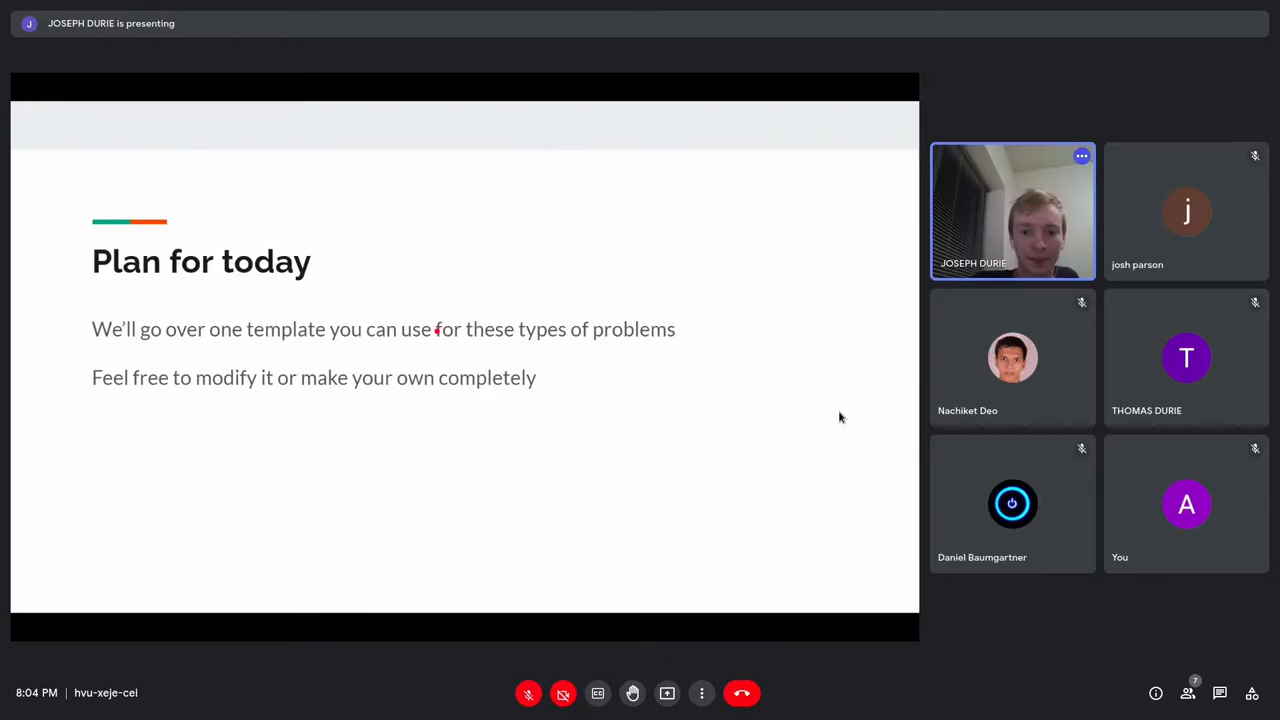 J
JOSEPH DURIE is presenting
Plan for today
We'll go over one template you can use for these types of problems
Feel free to modify it or make your own completely
JOSEPH DURIE
j
josh parson
Nachiket Deo
T
THOMAS DURIE
Daniel Baumgartner
A
You
8:04 PM | hvu-xeje-cei
CC
7